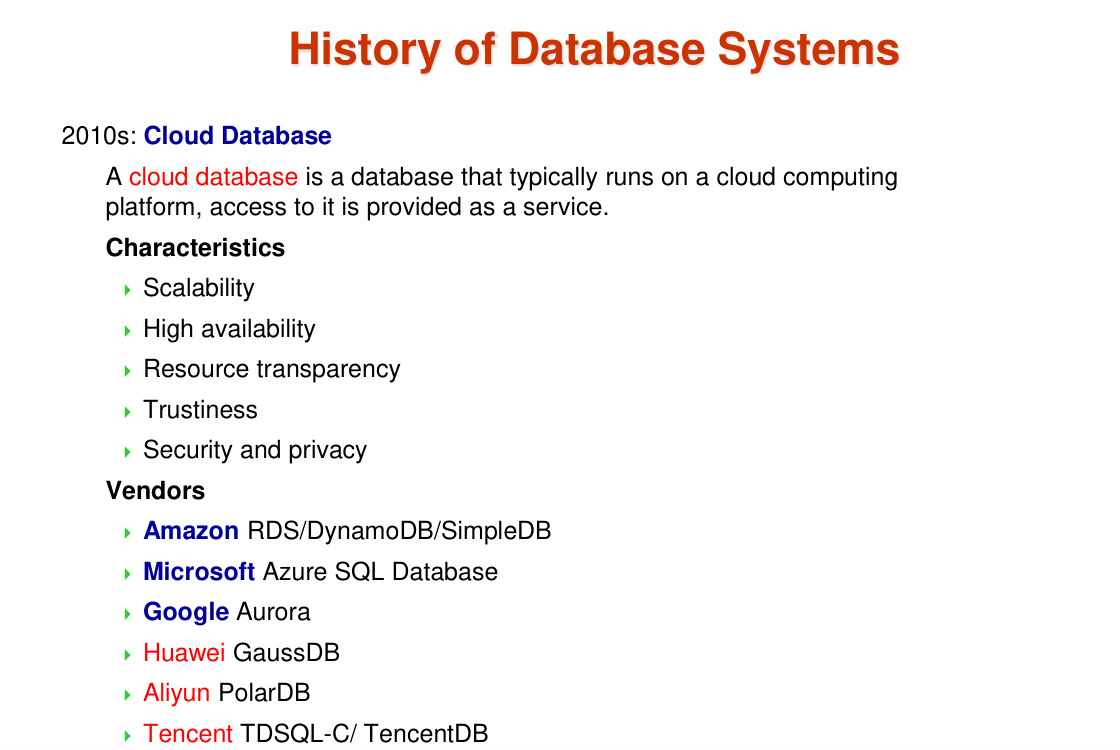 History of Database Systems
2010s: Cloud Database
A cloud database is a database that typically runs on a cloud computing
platform, access to it is provided as a service.
Characteristics
Scalability
High availability
Resource transparency
Trustiness
Security and privacy
Vendors
Amazon RDS/DynamoDB/SimpleDB
Microsoft Azure SQL Database
Google Aurora
Huawei GaussDB
Aliyun PolarDB
Tencent TDSQL-C/ TencentDB